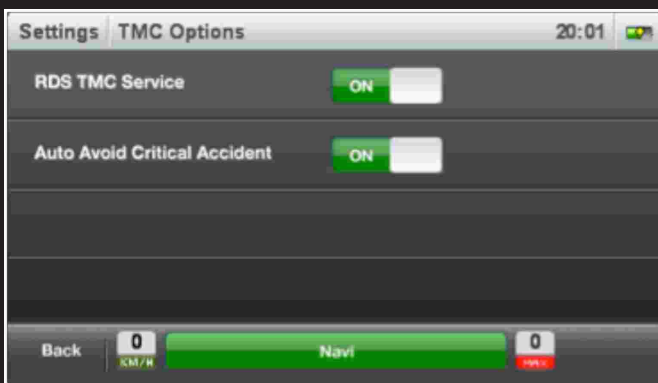 Settings TMC Options 20:01
RDS TMC Service ON
Auto Avoid Critical Accident ON
Back 0 KM/H Navi 0 MAX